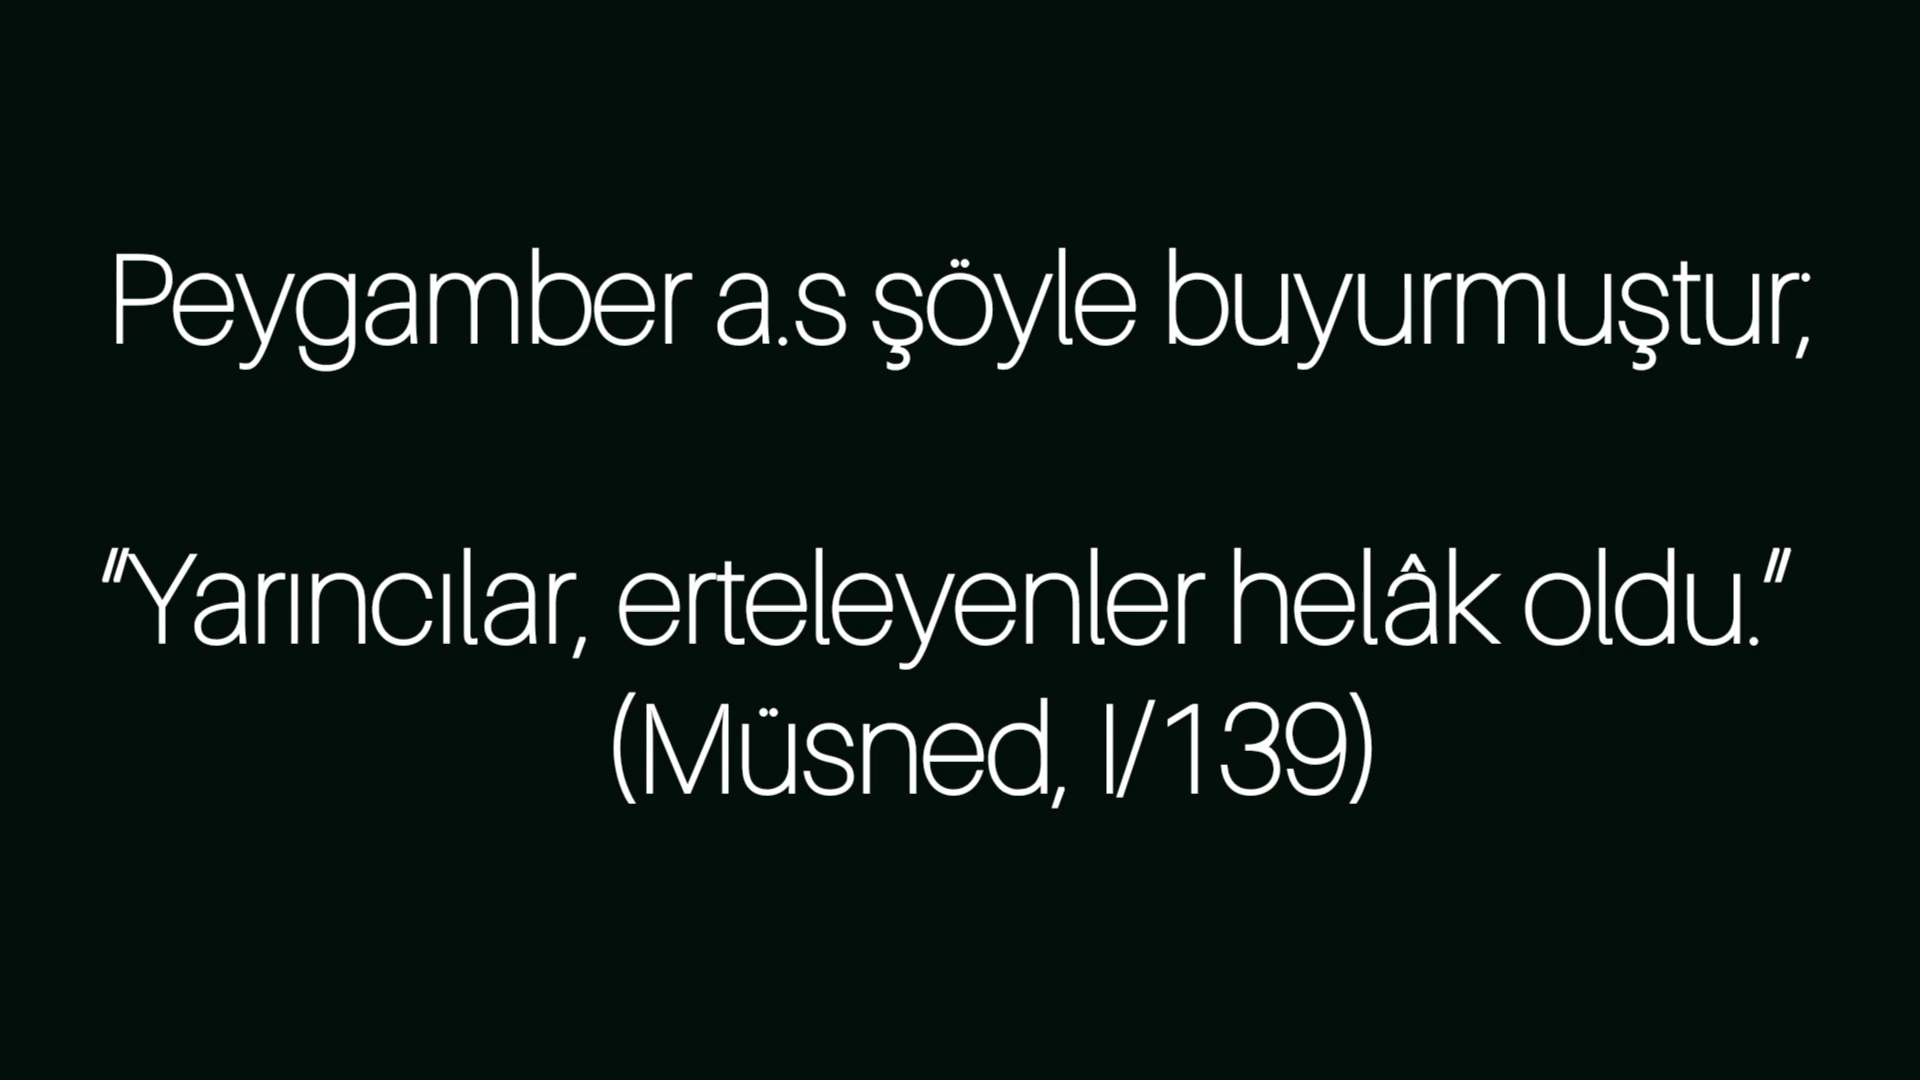 Peygamber a.s şöyle buyurmuştur;
"Yarıncılar, erteleyenler helâk oldu."
(Müsned, I/139)